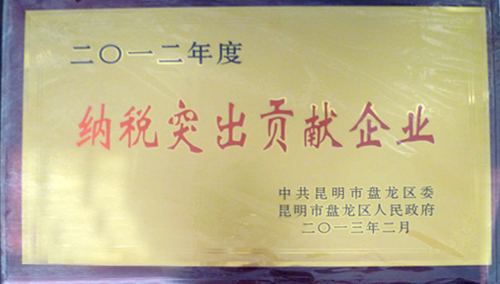 二〇一二年度
纳税突出贡献企业
中共昆明市盘龙区委
昆明市盘龙区人民政府
二〇一三年二月